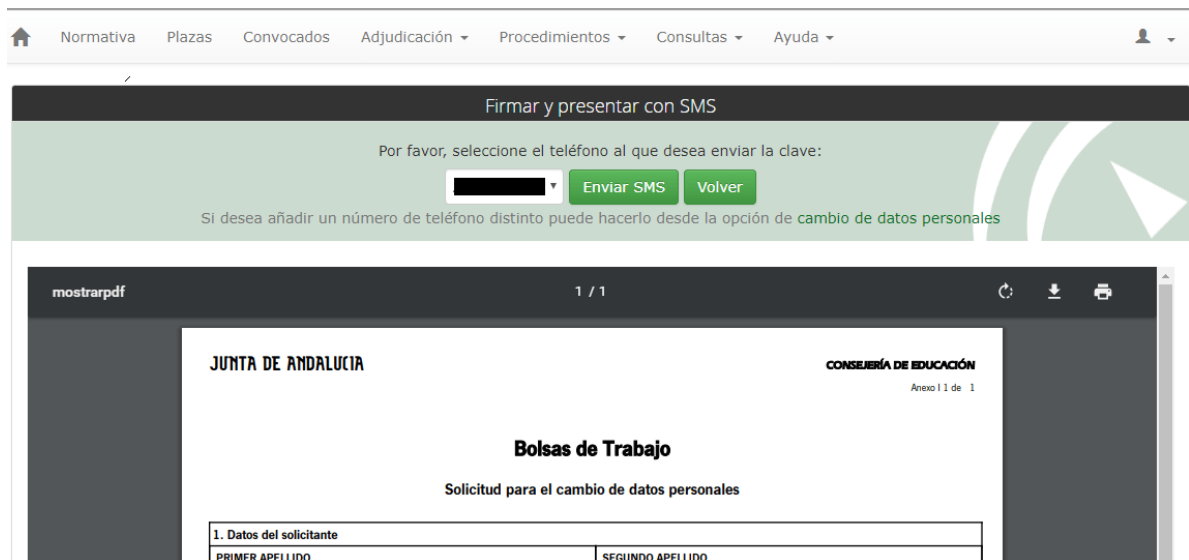 Normativa Plazas Convocados Adjudicación Procedimientos Consultas Ayuda
Firmar y presentar con SMS
Por favor, seleccione el teléfono al que desea enviar la clave:
Enviar SMS Volver
Si desea añadir un número de teléfono distinto puede hacerlo desde la opción de cambio de datos personales
mostrarpdf 1 / 1
JUNTA DE ANDALUCIA CONSEJERÍA DE EDUCACIÓN
Anexo I 1 de 1
Bolsas de Trabajo
Solicitud para el cambio de datos personales
1. Datos del solicitante
PRIMER APELLIDO SEGUNDO APELLIDO